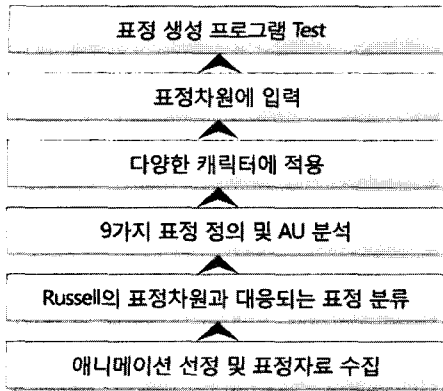 표정 생성 프로그램 Test
표정차원에 입력
다양한 캐릭터에 적용
9가지 표정 정의 및 AU 분석
Russell의 표정차원과 대응되는 표정 분류
애니메이션 선정 및 표정자료 수집